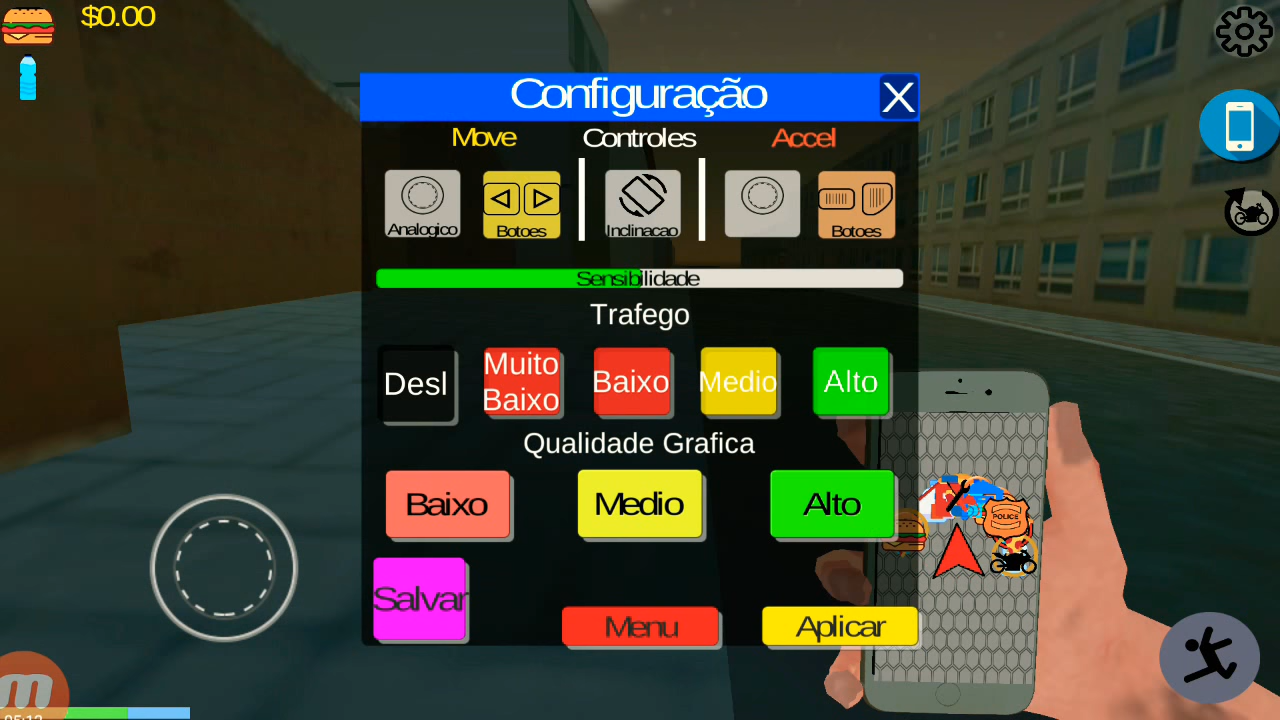 $0.00
Configuração
X
Move Controles Accel
Analogico Botoes Inclinacao Botoes
Sensibilidade
Trafego
Desl Muito Baixo Baixo Medio Alto
Qualidade Grafica
Baixo Medio Alto
POLICE
Salvar
Menu Aplicar